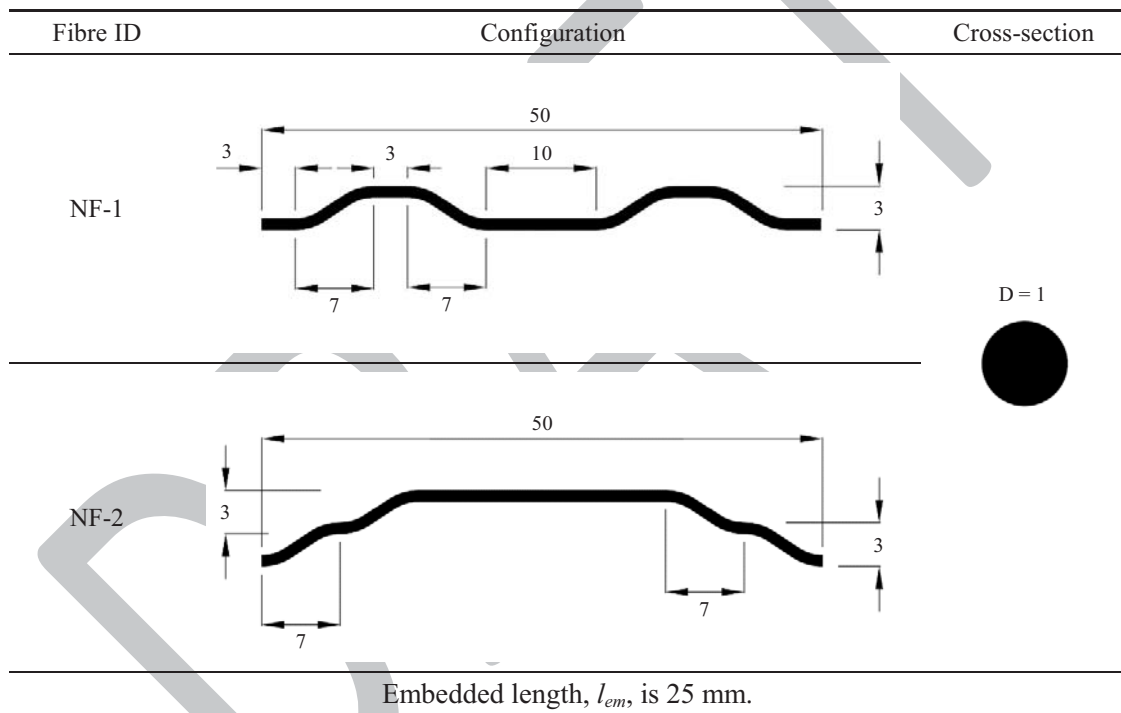 Fibre ID Configuration Cross-section
50
3 3 10
NF-1
3
7 7
D = 1
50
3
NF-2
3
7
7
Embedded length, lem, is 25 mm.